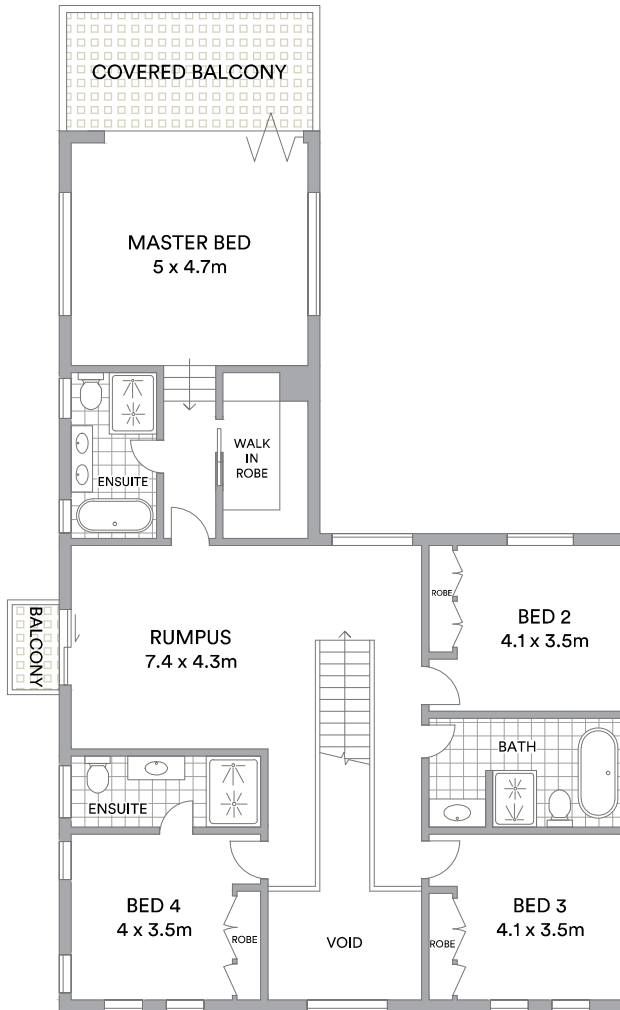 COVERED BALCONY
MASTER BED
5 x 4.7m
WALK
IN
ROBE
ENSUITE
ROBE
BED 2
4.1 x 3.5m
BALCONY
RUMPUS
7.4 x 4.3m
BATH
ENSUITE
BED 4
4 x 3.5m
ROBE
VOID
ROBE
BED 3
4.1 x 3.5m